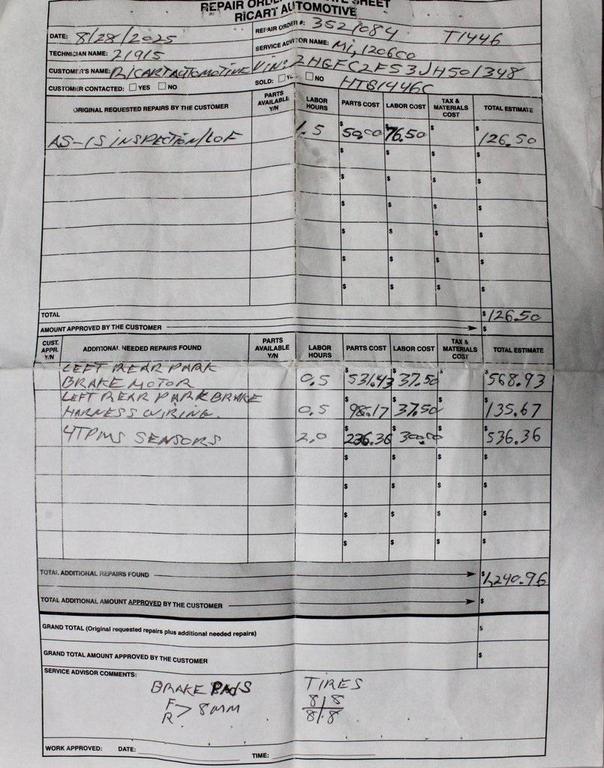 REPAIR ORDER SHEET
RICART AUTOMOTIVE
DATE: 8/28/2025 REPAIR ORDER #: 3521084 T1446
TECHNICIAN NAME: 21915 SERVICE ADVISOR NAME: Mi, 120600
CUSTOMER'S NAME: RICART AUTOMOTIVE VIN: 2HGFC2F53JH501348
CUSTOMER CONTACTED: YES NO SOLD: Y NO HTB1446C
ORIGINAL REQUESTED REPAIRS BY THE CUSTOMER PARTS AVAILABLE Y/N LABOR HOURS PARTS COST LABOR COST TAX & MATERIALS COST TOTAL ESTIMATE
AS-IS INSPECTION/LOF 1.5 $50.00 $76.50 $126.50
TOTAL $126.50
AMOUNT APPROVED BY THE CUSTOMER $
CUST. APPR. Y/N ADDITIONAL NEEDED REPAIRS FOUND PARTS AVAILABLE Y/N LABOR HOURS PARTS COST LABOR COST TAX & MATERIALS COST TOTAL ESTIMATE
LEFT REAR PARK
BRAKE MOTOR 0.5 $531.43 $37.50 $568.93
LEFT REAR PARK BRAKE
HARNESS WIRING. 0.5 $98.17 $37.50 $135.67
4TPMS SENSORS 2.0 $236.36 $300.00 $536.36
TOTAL ADDITIONAL REPAIRS FOUND $1,240.96
TOTAL ADDITIONAL AMOUNT APPROVED BY THE CUSTOMER $
GRAND TOTAL (Original requested repairs plus additional needed repairs) $
GRAND TOTAL AMOUNT APPROVED BY THE CUSTOMER $
SERVICE ADVISOR COMMENTS:
BRAKE PADS TIRES
F R > 8MM 8|8
8|8
WORK APPROVED: DATE: TIME: